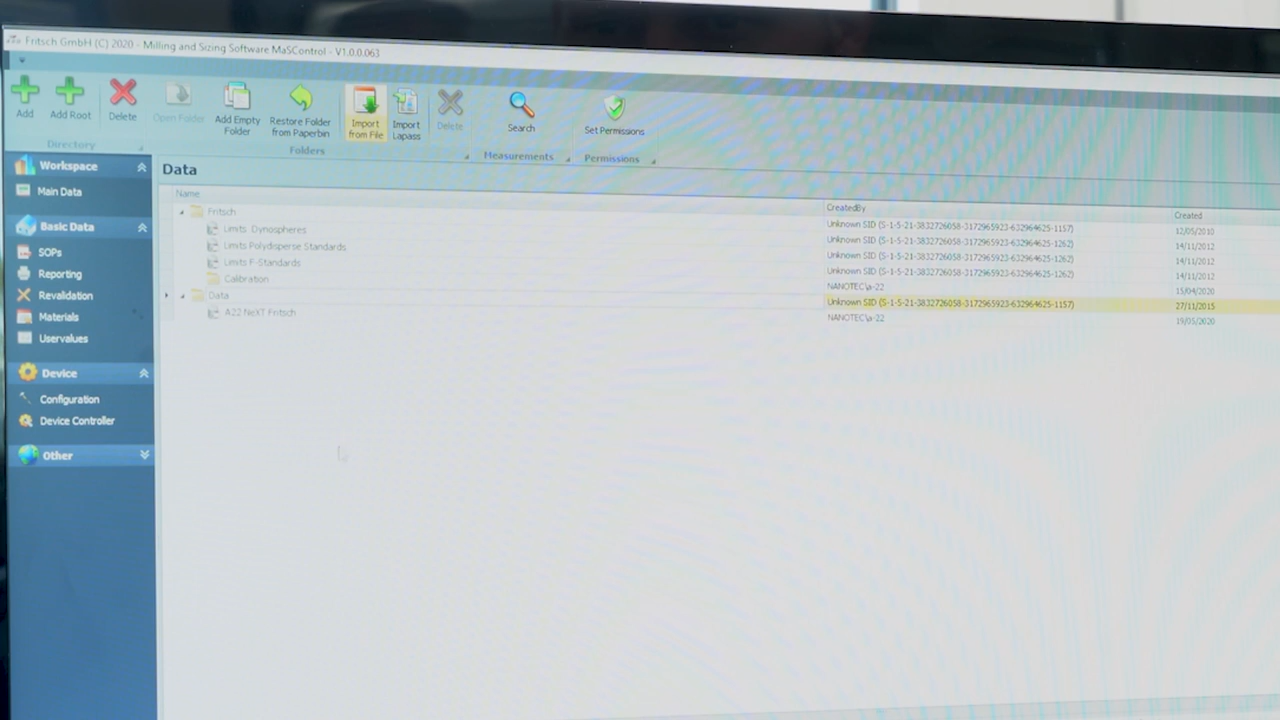 Fritsch GmbH (C) 2020 - Milling and Sizing Software MaSControl - V1.0.0.063
Add
Add Root
Delete
Open Folder
Add Empty Folder
Restore Folder from Paperbin
Import from File
Import Lapass
Delete
Search
Set Permissions
Directory
Folders
Measurements
Permissions
Workspace
Main Data
Basic Data
SOPs
Reporting
Revalidation
Materials
Uservalues
Device
Configuration
Device Controller
Other
Data
Name CreatedBy Created
Fritsch Unknown SID (S-1-5-21-3832726058-3172965923-632964625-1157) 12/05/2010
Limits Dynospheres Unknown SID (S-1-5-21-3832726058-3172965923-632964625-1262) 14/11/2012
Limits Polydisperse Standards Unknown SID (S-1-5-21-3832726058-3172965923-632964625-1262) 14/11/2012
Limits F-Standards Unknown SID (S-1-5-21-3832726058-3172965923-632964625-1262) 14/11/2012
Calibration NANOTEC\a-22 15/04/2020
Data Unknown SID (S-1-5-21-3832726058-3172965923-632964625-1157) 27/11/2015
A22 NeXT Fritsch NANOTEC\a-22 19/05/2020